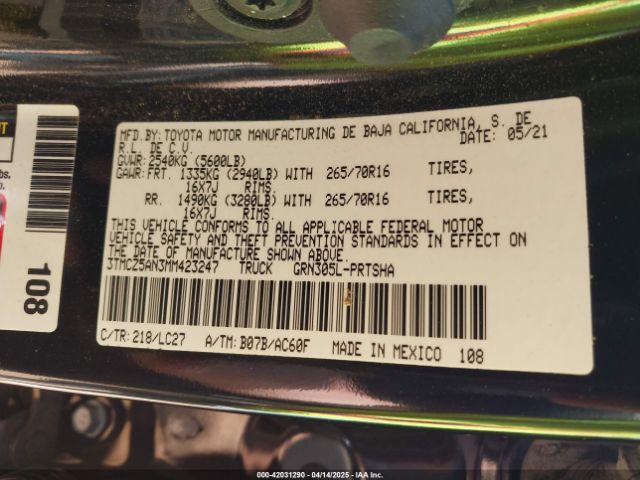 MFD.BY: TOYOTA MOTOR MANUFACTURING DE BAJA CALIFORNIA, S. DE
R.L. DE C.V. DATE: 05/21
GVWR: 2540KG (5600LB)
GAWR: FRT. 1335KG (2940LB) WITH 265/70R16 TIRES,
16X7J RIMS.
RR. 1490KG (3280LB) WITH 265/70R16 TIRES,
16X7J RIMS.
THIS VEHICLE CONFORMS TO ALL APPLICABLE FEDERAL MOTOR
VEHICLE SAFETY AND THEFT PREVENTION STANDARDS IN EFFECT ON
THE DATE OF MANUFACTURE SHOWN ABOVE.
3TMCZ5AN3MM423247 TRUCK GRN305L-PRTSHA
C/TR: 218/LC27 A/TM: B07B/AC60F MADE IN MEXICO 108
108
000-42031290 - 04/14/2025 - IAA, Inc.